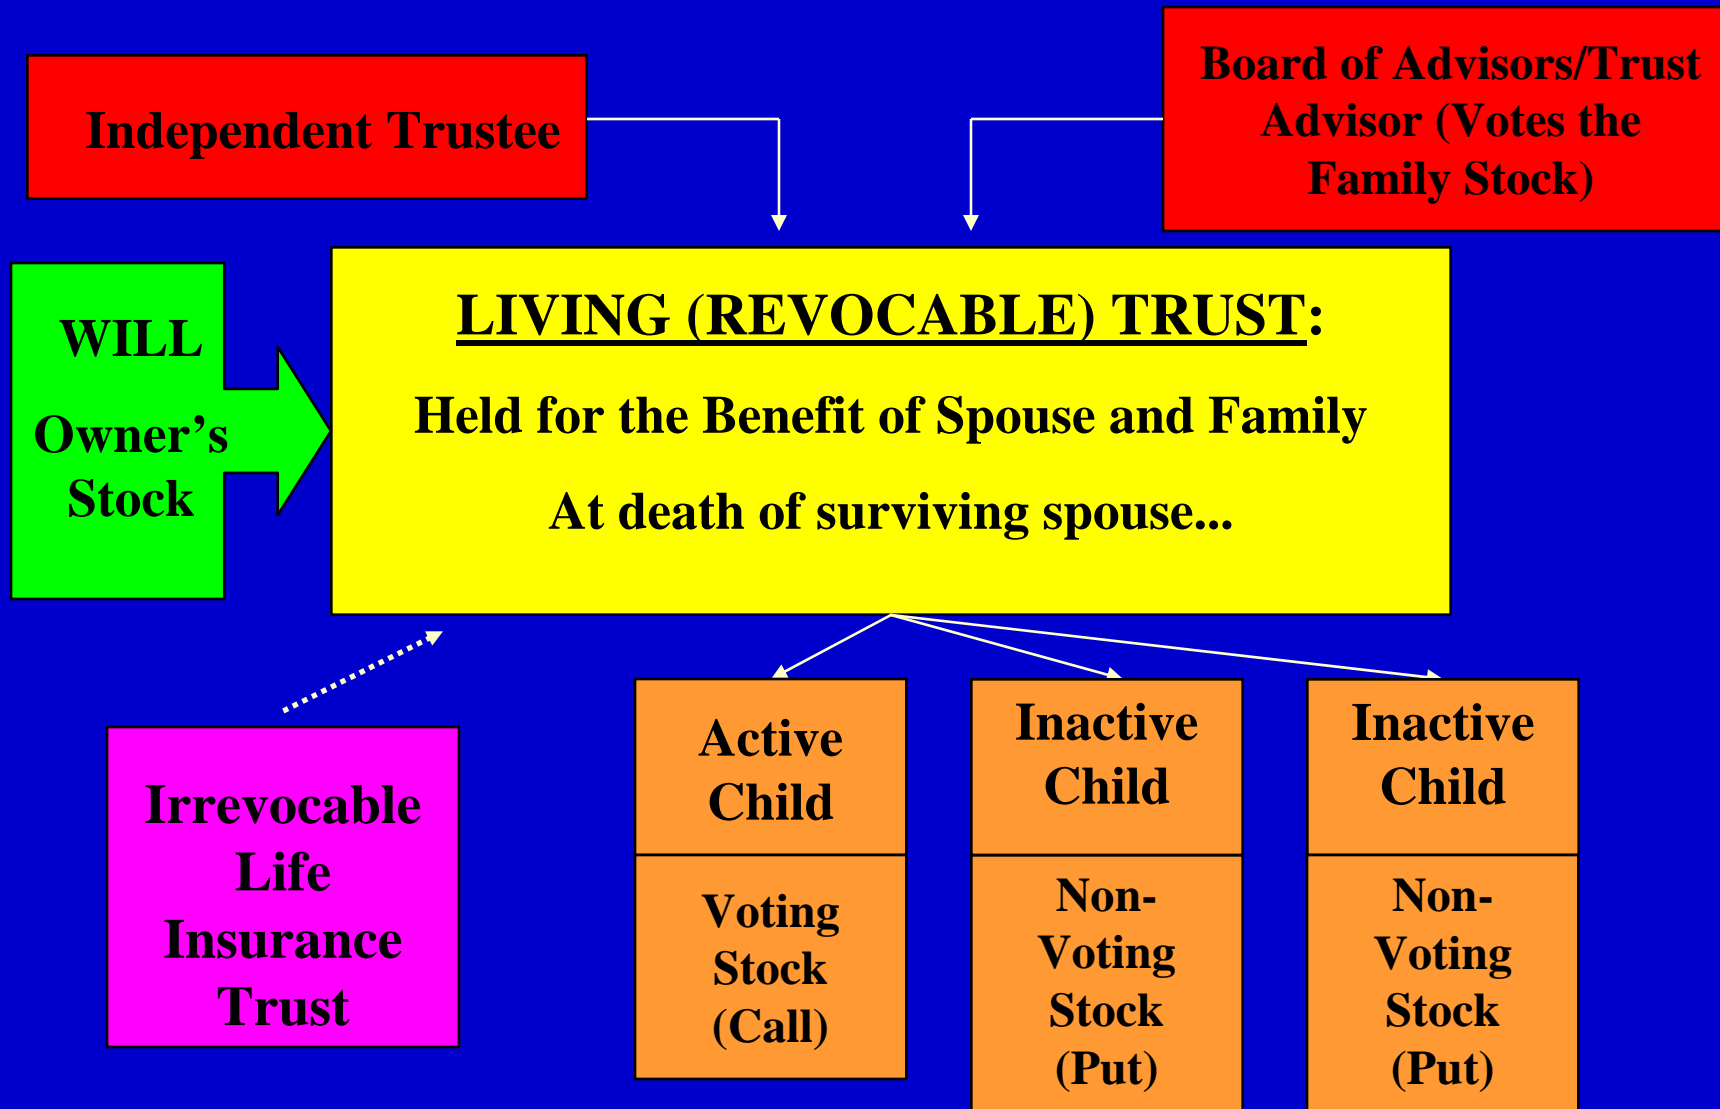 Independent Trustee
Board of Advisors/Trust
Advisor (Votes the
Family Stock)
WILL
Owner’s
Stock
LIVING (REVOCABLE) TRUST:
Held for the Benefit of Spouse and Family
At death of surviving spouse...
Irrevocable
Life
Insurance
Trust
Active
Child
Voting
Stock
(Call)
Inactive
Child
Non-
Voting
Stock
(Put)
Inactive
Child
Non-
Voting
Stock
(Put)